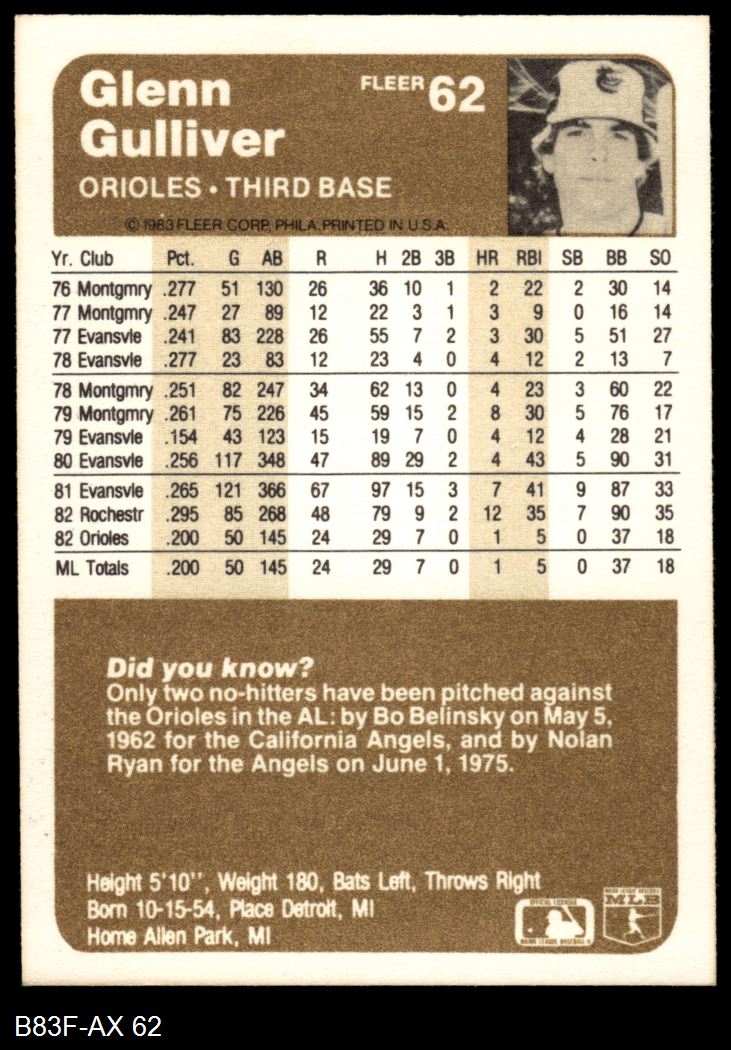 Glenn
Gulliver
FLEER 62
ORIOLES • THIRD BASE
© 1983 FLEER CORP. PHILA. PRINTED IN U.S.A.
Yr. Club Pct. G AB R H 2B 3B HR RBI SB BB SO
76 Montgmry .277 51 130 26 36 10 1 2 22 2 30 14
77 Montgmry .247 27 89 12 22 3 1 3 9 0 16 14
77 Evansvle .241 83 228 26 55 7 2 3 30 5 51 27
78 Evansvle .277 23 83 12 23 4 0 4 12 2 13 7
78 Montgmry .251 82 247 34 62 13 0 4 23 3 60 22
79 Montgmry .261 75 226 45 59 15 2 8 30 5 76 17
79 Evansvle .154 43 123 15 19 7 0 4 12 4 28 21
80 Evansvle .256 117 348 47 89 29 2 4 43 5 90 31
81 Evansvle .265 121 366 67 97 15 3 7 41 9 87 33
82 Rochestr .295 85 268 48 79 9 2 12 35 7 90 35
82 Orioles .200 50 145 24 29 7 0 1 5 0 37 18
ML Totals .200 50 145 24 29 7 0 1 5 0 37 18
Did you know?
Only two no-hitters have been pitched against
the Orioles in the AL: by Bo Belinsky on May 5,
1962 for the California Angels, and by Nolan
Ryan for the Angels on June 1, 1975.
Height 5'10'', Weight 180, Bats Left, Throws Right
Born 10-15-54, Place Detroit, MI
Home Allen Park, MI
OFFICIAL LICENSEE
MAJOR LEAGUE BASEBALL
MAJOR LEAGUE BASEBALL
MLB
B83F-AX 62